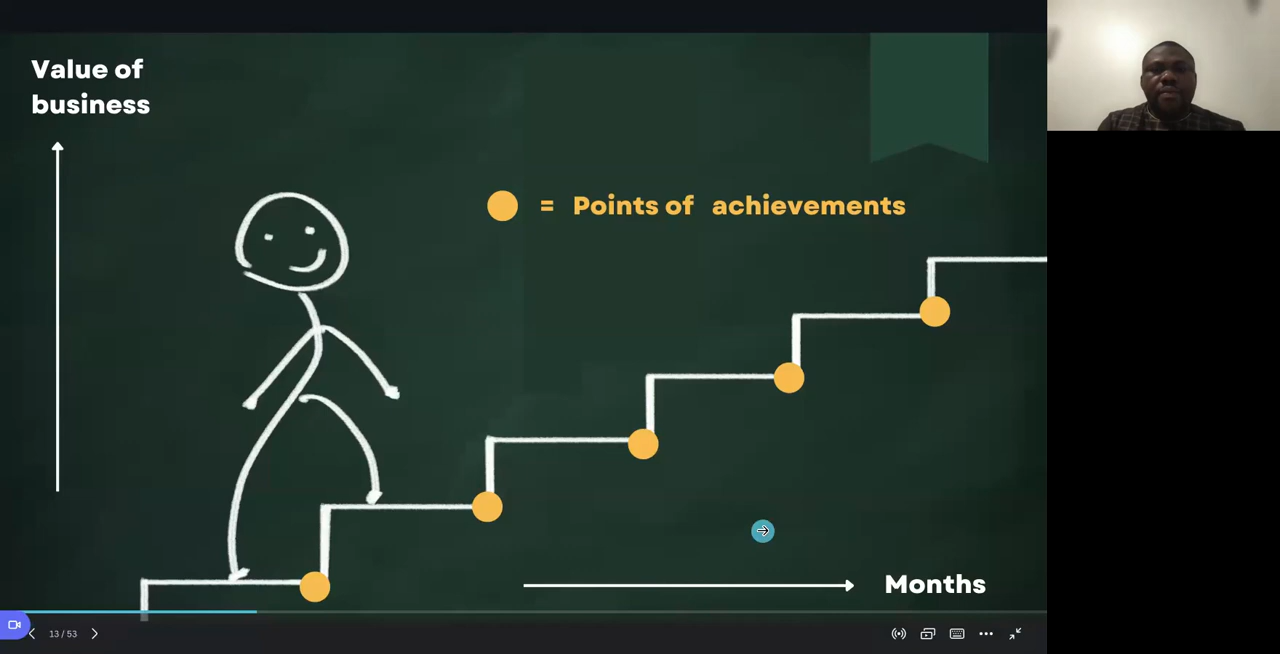 Value of
business
= Points of achievements
Months
13 / 53